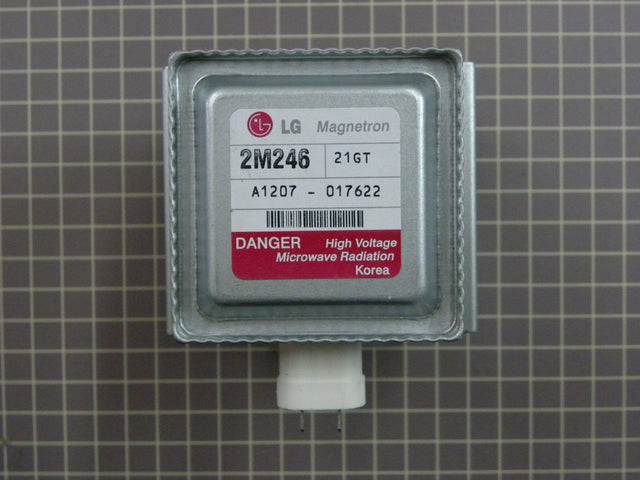 LG Magnetron
2M246 21GT
A1207 - 017622
DANGER High Voltage
Microwave Radiation
Korea